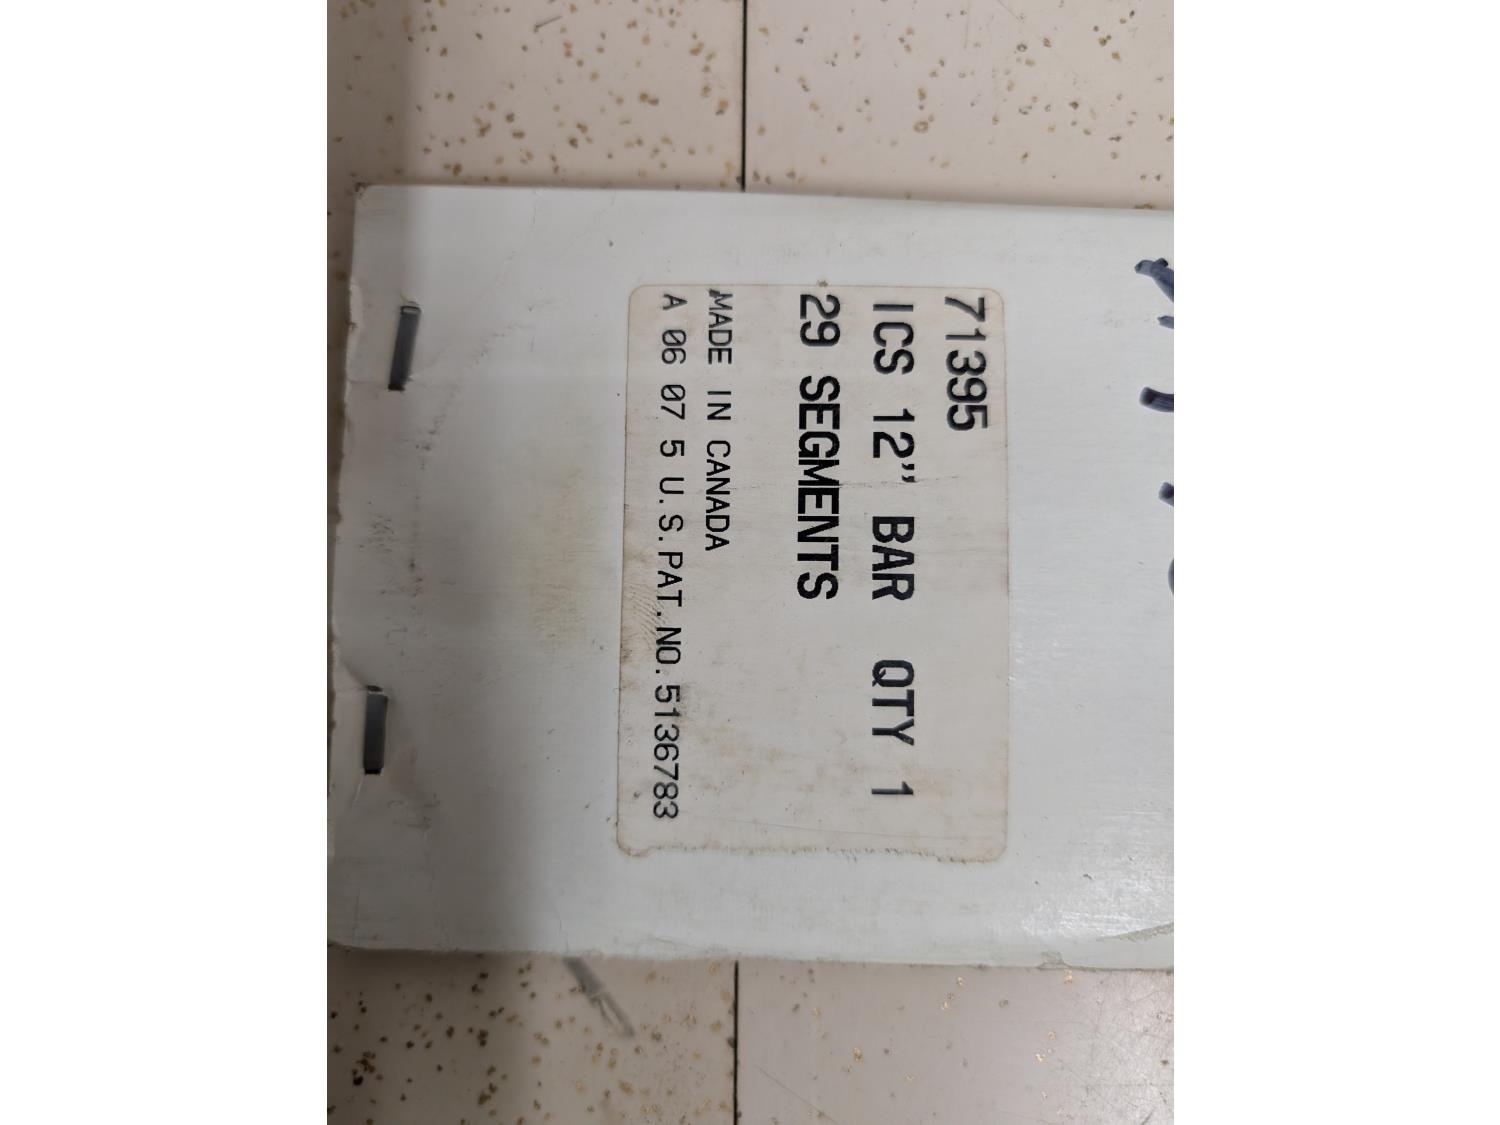 71395
ICS 12" BAR QTY 1
29 SEGMENTS
MADE IN CANADA
A 06 07 5 U.S.PAT.NO.5136783